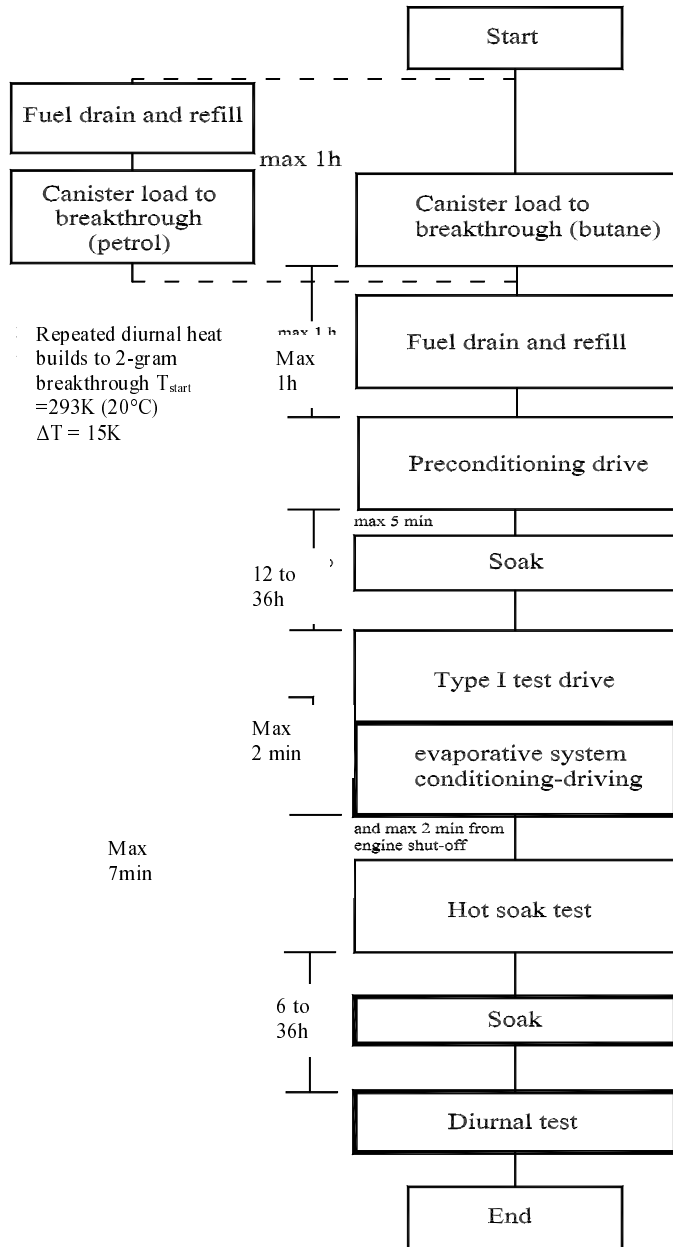 Start
Fuel drain and refill
max 1h
Canister load to
breakthrough
(petrol)
Canister load to
breakthrough (butane)
Repeated diurnal heat
builds to 2-gram
breakthrough Tstart
=293K (20°C)
ΔT = 15K
max 1 h
Max
1h
Fuel drain and refill
Preconditioning drive
max 5 min
12 to
36h
Soak
Type I test drive
Max
2 min
evaporative system
conditioning-driving
and max 2 min from
engine shut-off
Max
7min
Hot soak test
6 to
36h
Soak
Diurnal test
End